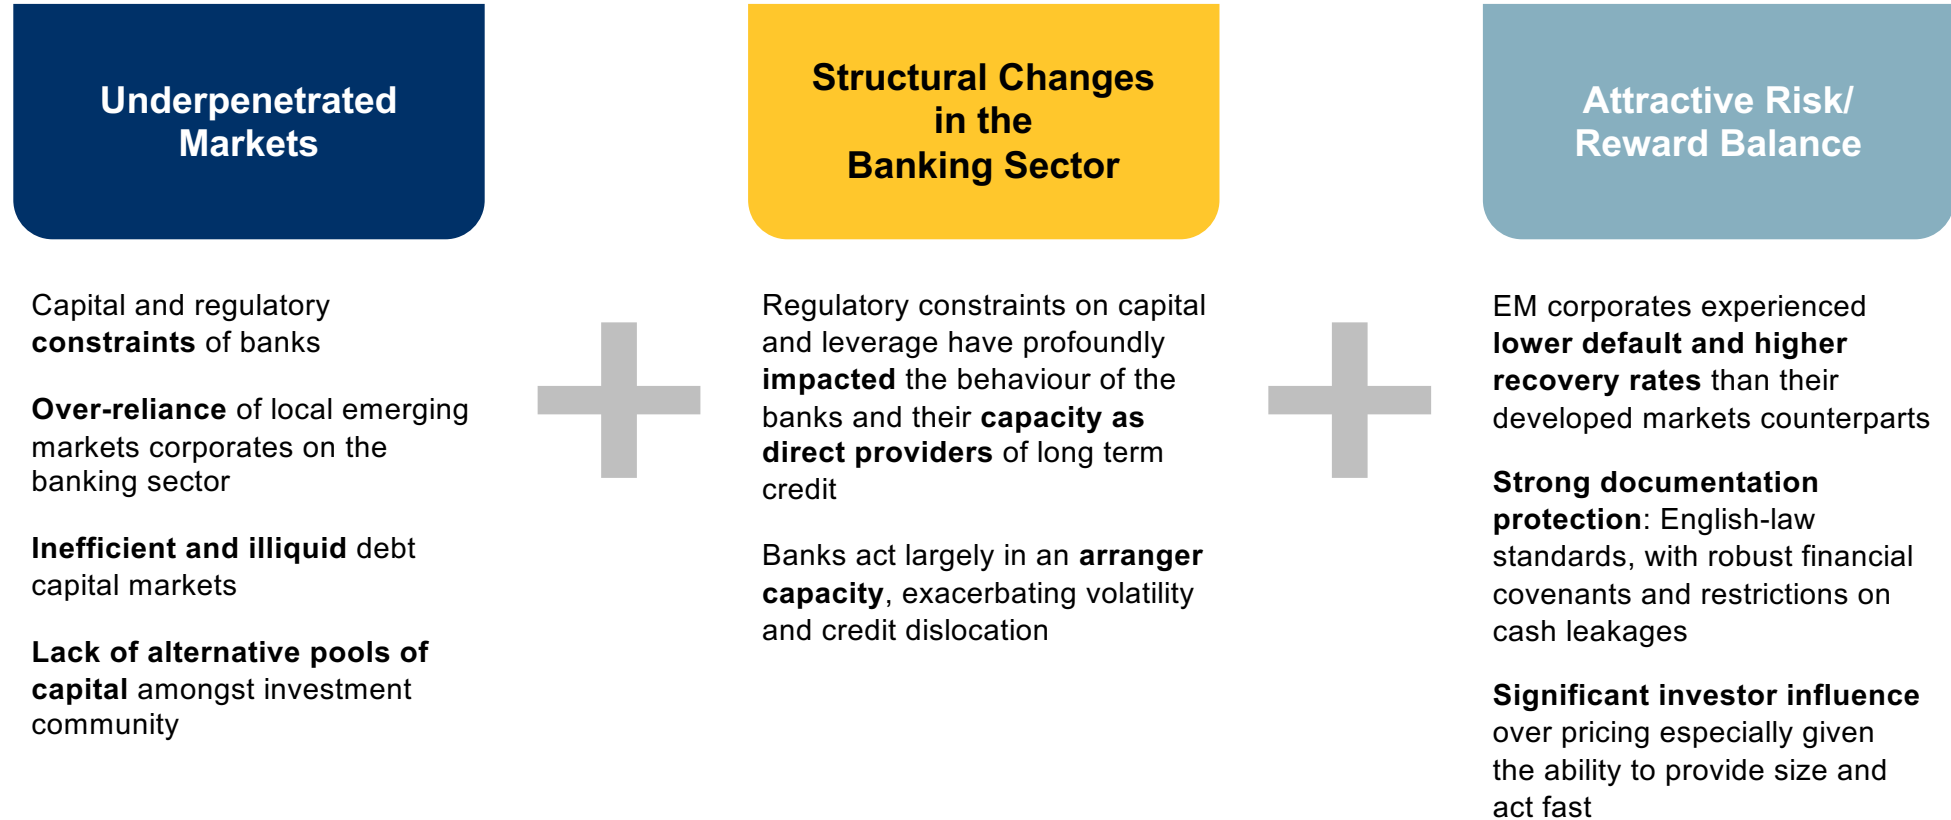 Underpenetrated
Markets
Capital and regulatory
constraints of banks
Over-reliance of local emerging
markets corporates on the
banking sector
Inefficient and illiquid debt
capital markets
Lack of alternative pools of
capital amongst investment
community
Structural Changes
in the
Banking Sector
Regulatory constraints on capital
and leverage have profoundly
impacted the behaviour of the
banks and their capacity as
direct providers of long term
credit
Banks act largely in an arranger
capacity, exacerbating volatility
and credit dislocation
Attractive Risk/
Reward Balance
EM corporates experienced
lower default and higher
recovery rates than their
developed markets counterparts
Strong documentation
protection: English-law
standards, with robust financial
covenants and restrictions on
cash leakages
Significant investor influence
over pricing especially given
the ability to provide size and
act fast